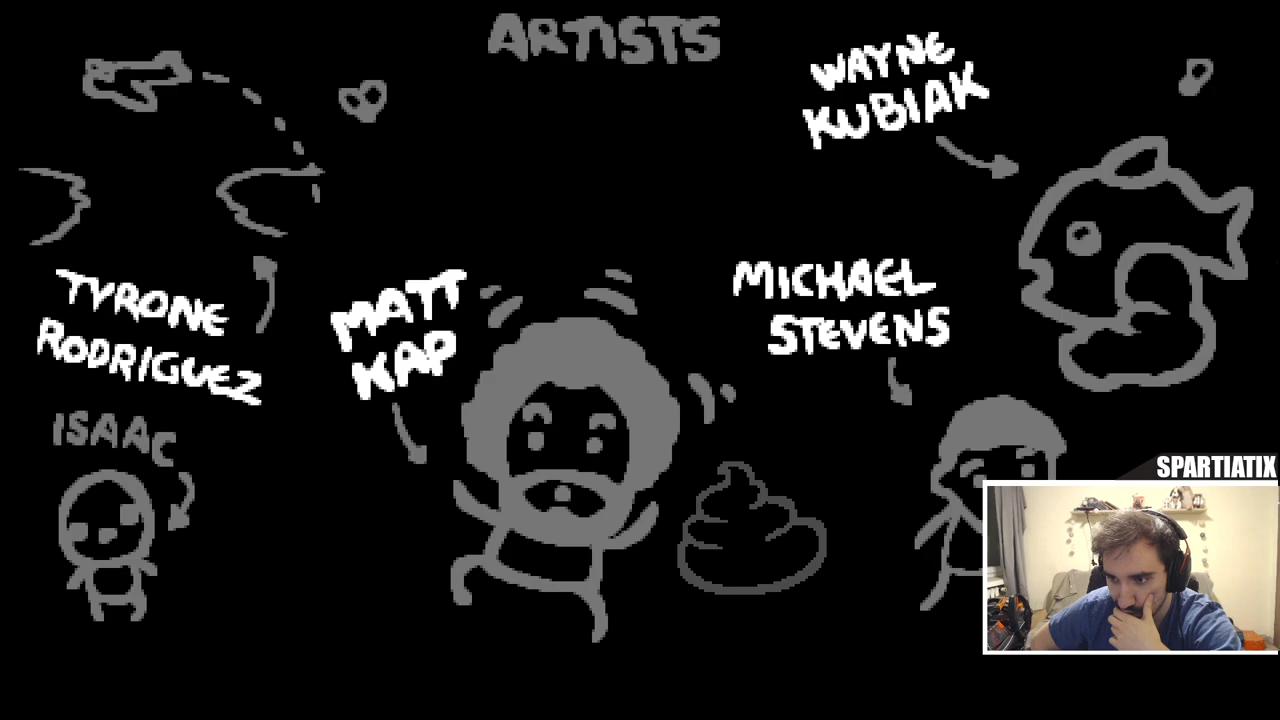 ARTISTS
WAYNE
KUBIAK
TYRONE
RODRIGUEZ
MATT
KAP
MICHAEL
STEVENS
ISAAC
SPARTIATIX